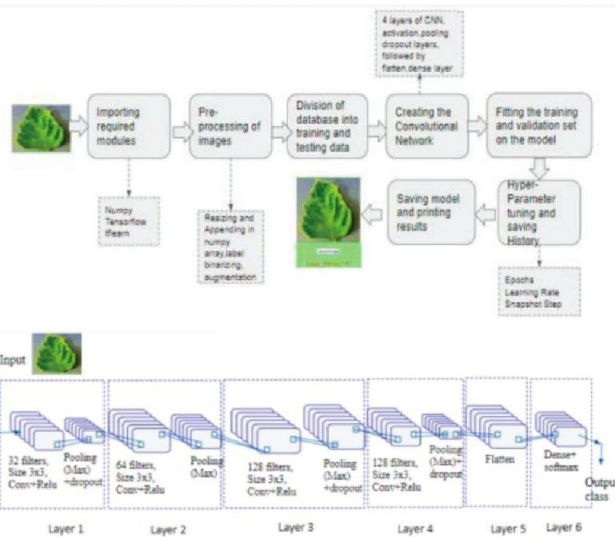 4 layers of CNN,
activation,pooling
dropout layers,
followed by
flatten,dense layer
Importing
required
modules
Pre-
processing of
images
Division of
database into
training and
testing data
Creating the
Convolutional
Network
Fitting the training
and validation set
on the model
Numpy
Tensorflow
tflearn
Resizing and
Appending in
numpy
array,label
binarizing,
augmentation
Saving model
and printing
results
Hyper-
Parameter
tuning and
saving
History,
Epochs
Learning Rate
Snapshot Step
Input
32 filters,
Size 3x3,
Conv+Relu
Pooling
(Max)
+dropout
64 filters,
Size 3x3,
Conv+Relu
Pooling
(Max)
128 filters,
Size 3x3,
Conv+Relu
Pooling
(Max)
+dropout
128 filters,
Size 3x3,
Conv+Relu
Pooling
(Max)+
dropout
Flatten
Dense+
softmax
Output
class
Layer 1
Layer 2
Layer 3
Layer 4
Layer 5
Layer 6